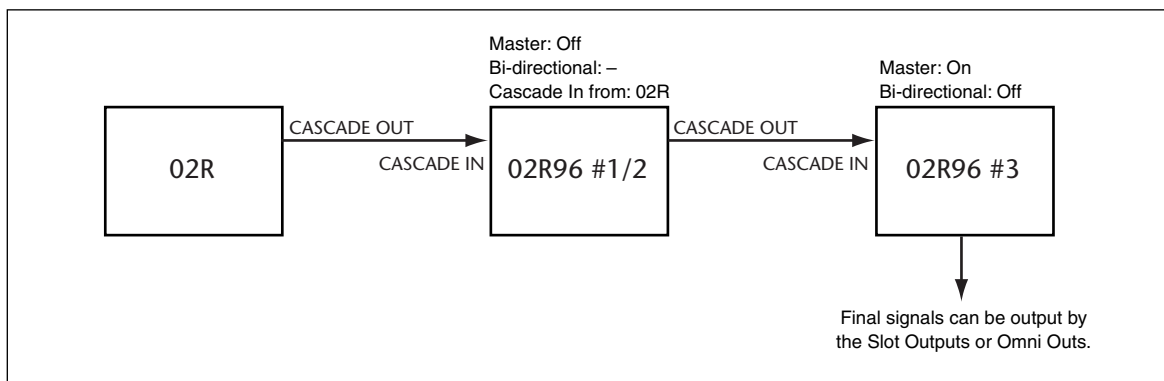 Master: Off
Bi-directional: –
Cascade In from: 02R
Master: On
Bi-directional: Off
02R
CASCADE OUT
CASCADE IN
02R96 #1/2
CASCADE OUT
CASCADE IN
02R96 #3
Final signals can be output by
the Slot Outputs or Omni Outs.